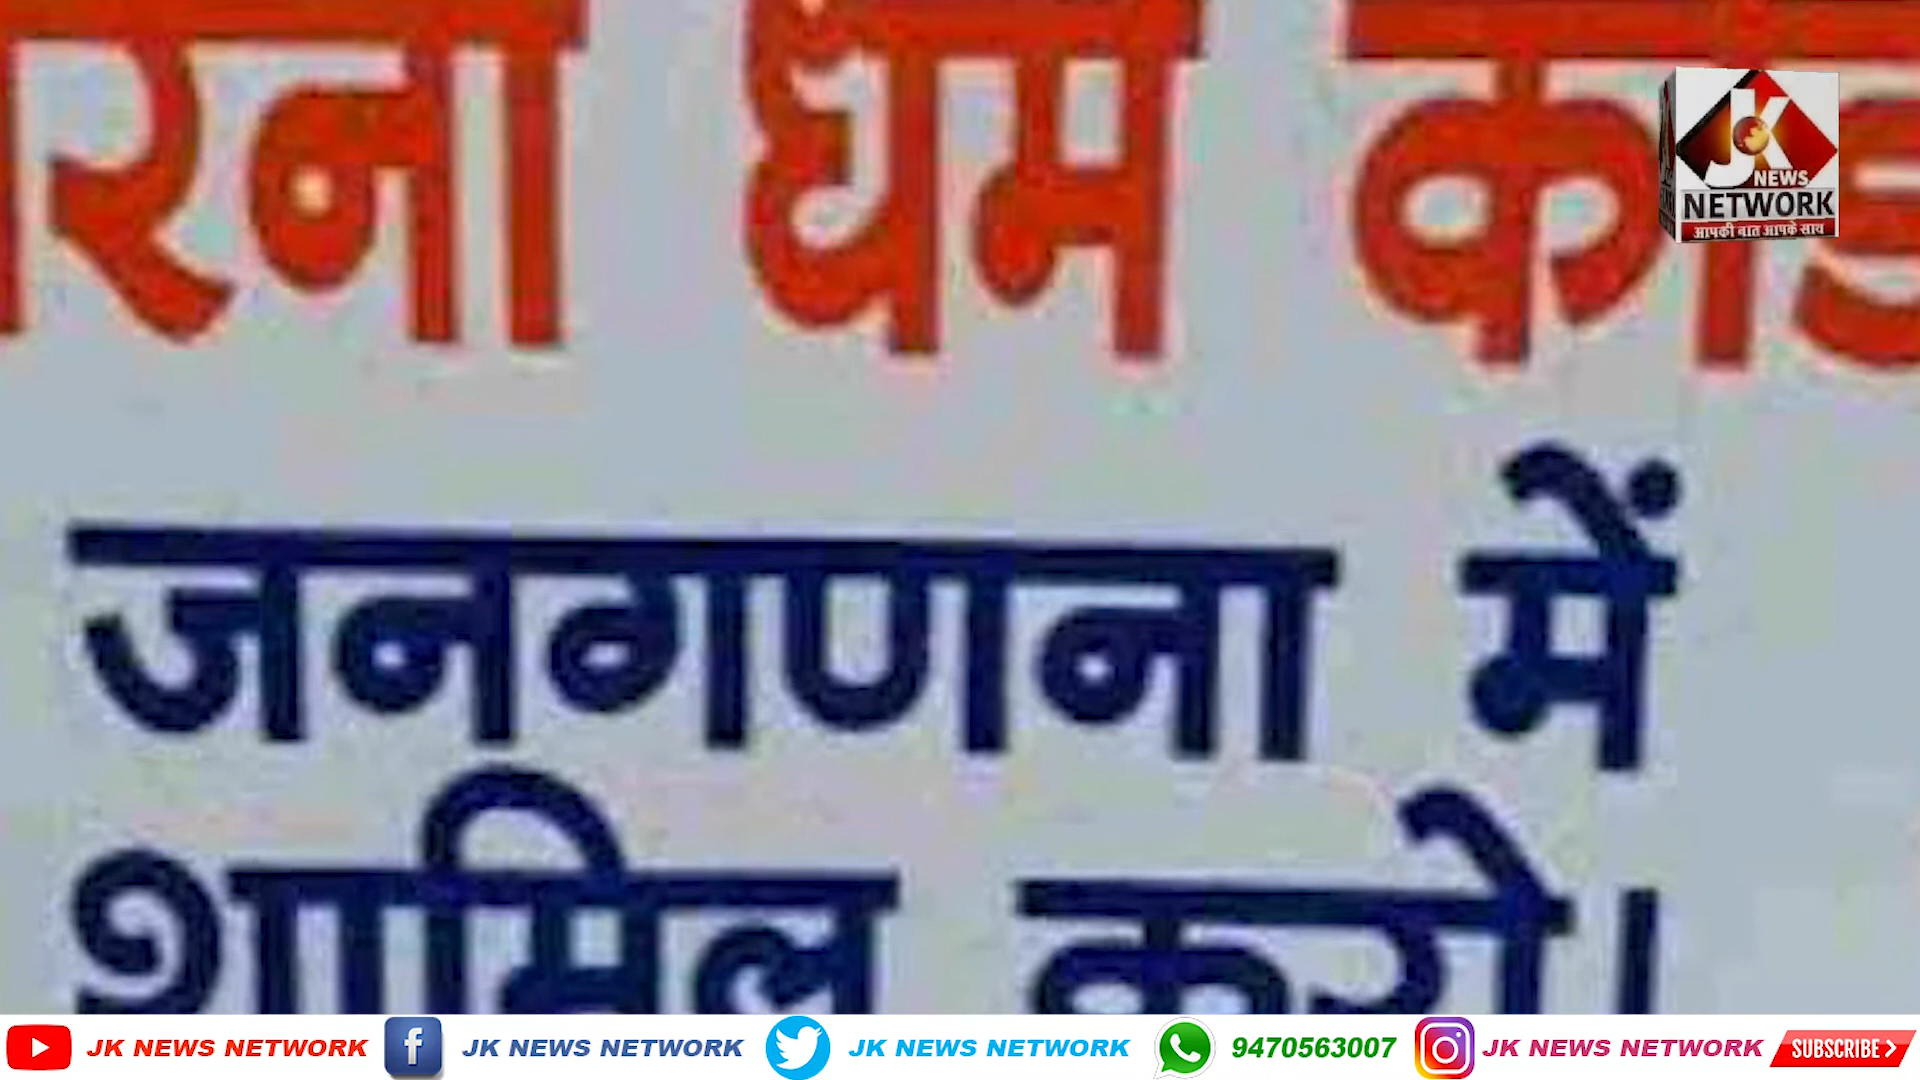 रना धर्म
JK
NEWS
NETWORK
आपकी बात आपके साथ
जनगणना में
शामिल करो।
JK NEWS NETWORK JK NEWS NETWORK JK NEWS NETWORK 9470563007 JK NEWS NETWORK SUBSCRIBE